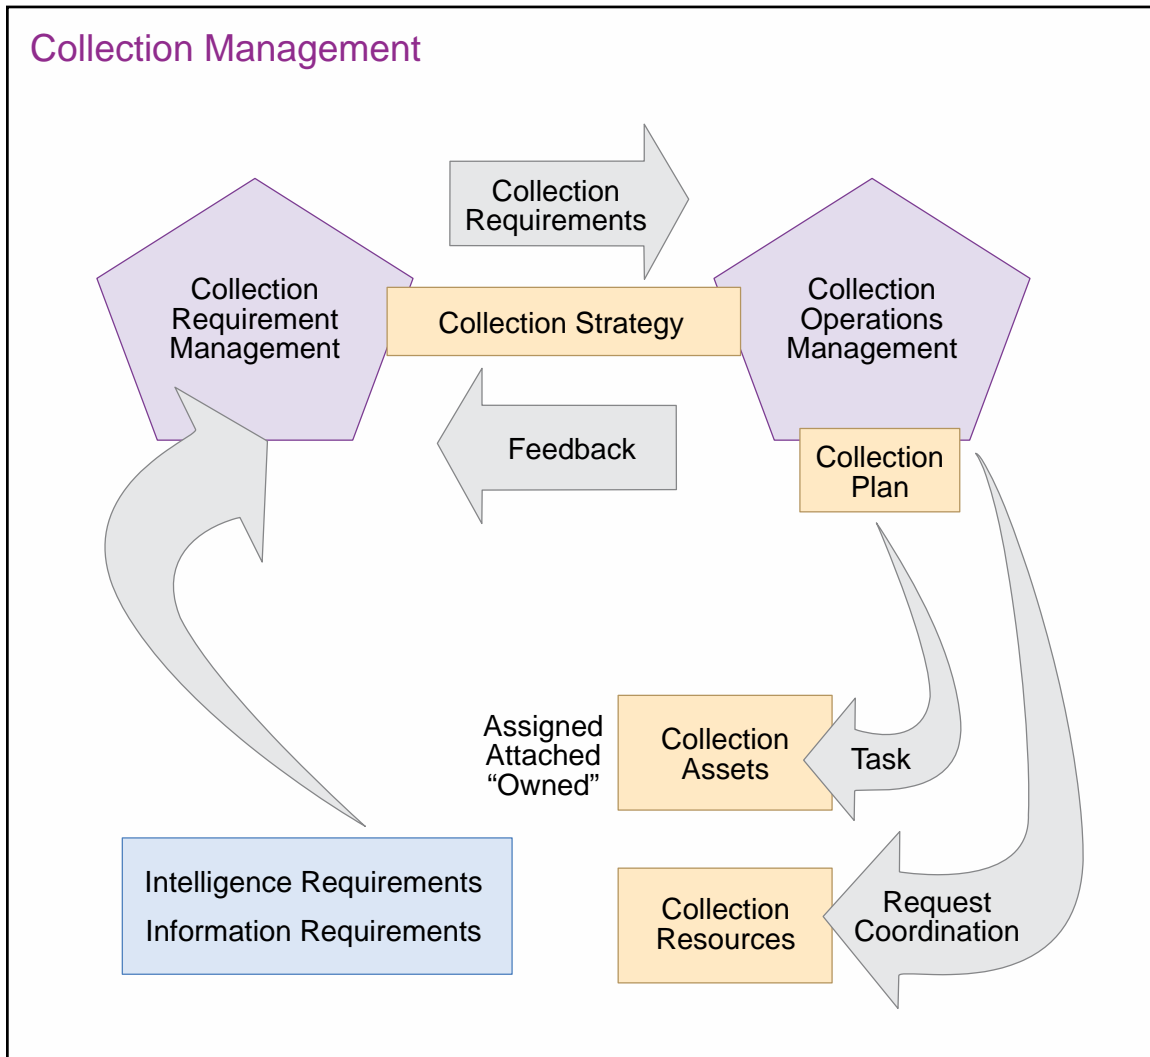 Collection Management
Collection
Requirements
Collection
Requirement
Management
Collection Strategy
Collection
Operations
Management
Feedback
Collection
Plan
Assigned
Attached
“Owned”
Collection
Assets
Task
Intelligence Requirements
Information Requirements
Collection
Resources
Request
Coordination